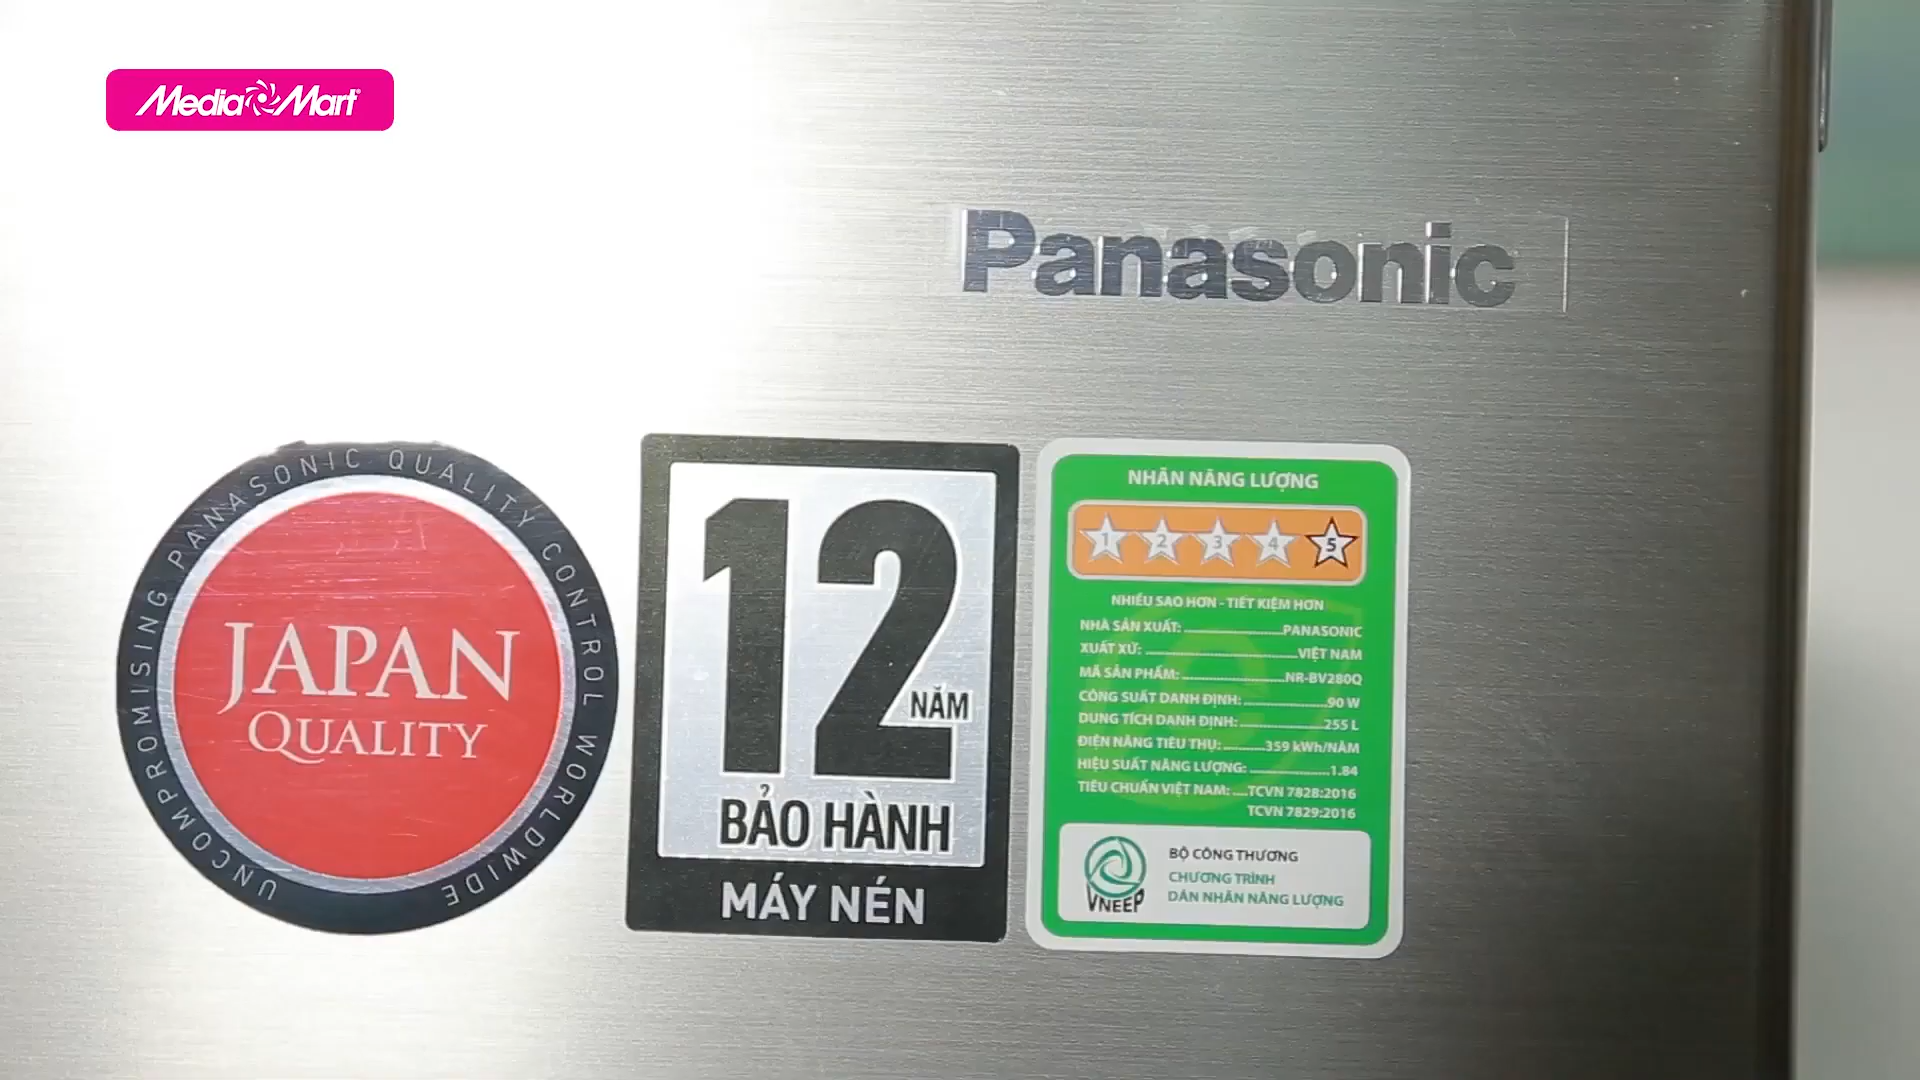 Media Mart
Panasonic
UNCOMPROMISING PANASONIC QUALITY CONTROL WORLDWIDE
JAPAN
QUALITY
12
NĂM
BẢO HÀNH
MÁY NÉN
NHÃN NĂNG LƯỢNG
1 2 3 4 5
NHIỀU SAO HƠN - TIẾT KIỆM HƠN
NHÀ SẢN XUẤT: PANASONIC
XUẤT XỨ: VIỆT NAM
MÃ SẢN PHẨM: NR-BV280Q
CÔNG SUẤT DANH ĐỊNH: 90 W
DUNG TÍCH DANH ĐỊNH: 255 L
ĐIỆN NĂNG TIÊU THỤ: 359 kWh/NĂM
HIỆU SUẤT NĂNG LƯỢNG: 1.84
TIÊU CHUẨN VIỆT NAM: TCVN 7828:2016
TCVN 7829:2016
VNEEP
BỘ CÔNG THƯƠNG
CHƯƠNG TRÌNH
DÁN NHÃN NĂNG LƯỢNG